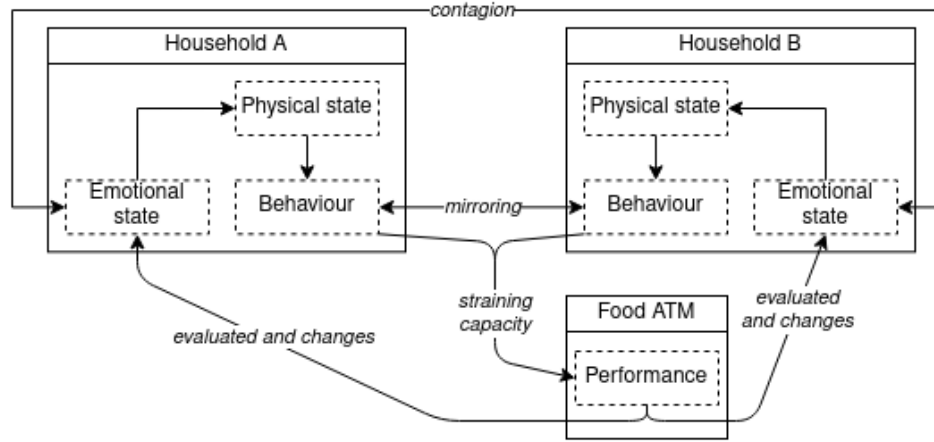 contagion
Household A
Household B
Physical state
Physical state
Emotional
state
Behaviour
mirroring
Behaviour
Emotional
state
straining
capacity
evaluated
and changes
Food ATM
evaluated and changes
Performance